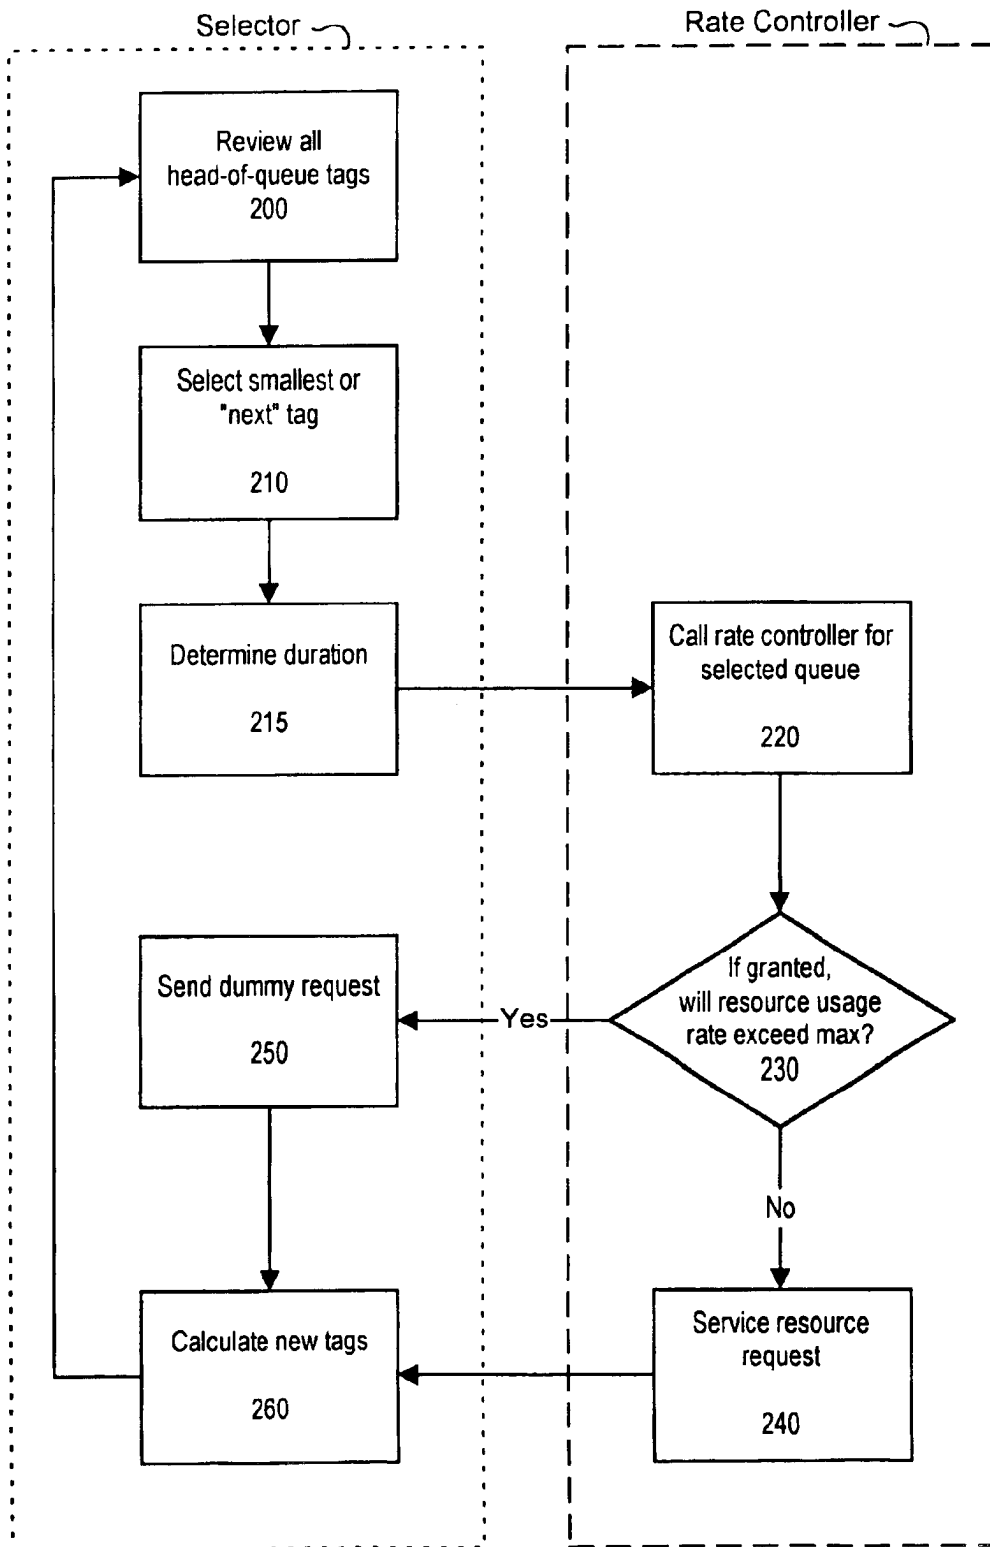 Selector
Rate Controller
Review all
head-of-queue tags
200
Select smallest or
"next" tag
210
Determine duration
215
Call rate controller for
selected queue
220
If granted,
will resource usage
rate exceed max?
230
Yes
Send dummy request
250
No
Calculate new tags
260
Service resource
request
240